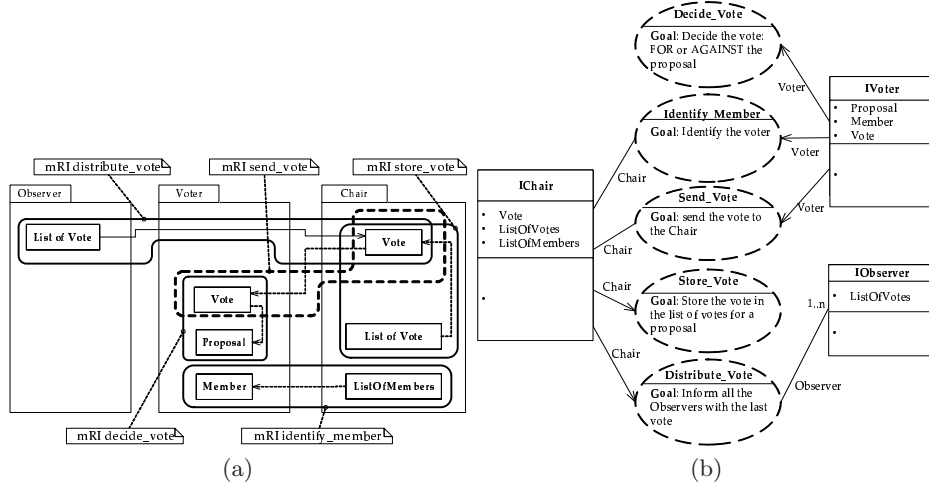 mRI distribute_vote
mRI send_vote
mRI store_vote
Observer
Voter
Chair
List of Vote
Vote
Vote
Proposal
List of Vote
Member
ListOfMembers
mRI decide_vote
mRI identify_member
(a)
Decide_Vote
Goal: Decide the vote:
FOR or AGAINST the
proposal
Voter
IVoter
• Proposal
• Member
• Vote
•
Identify_Member
Goal: Identify the voter
Voter
Chair
IChair
• Vote
• ListOfVotes
• ListOfMembers
•
Send_Vote
Goal: send the vote to
the Chair
Voter
Chair
Store_Vote
Goal: Store the vote in
the list of votes for a
proposal
Chair
IObserver
• ListOfVotes
•
1..n
Chair
Distribute_Vote
Goal: Inform all the
Observers with the last
vote
Observer
(b)